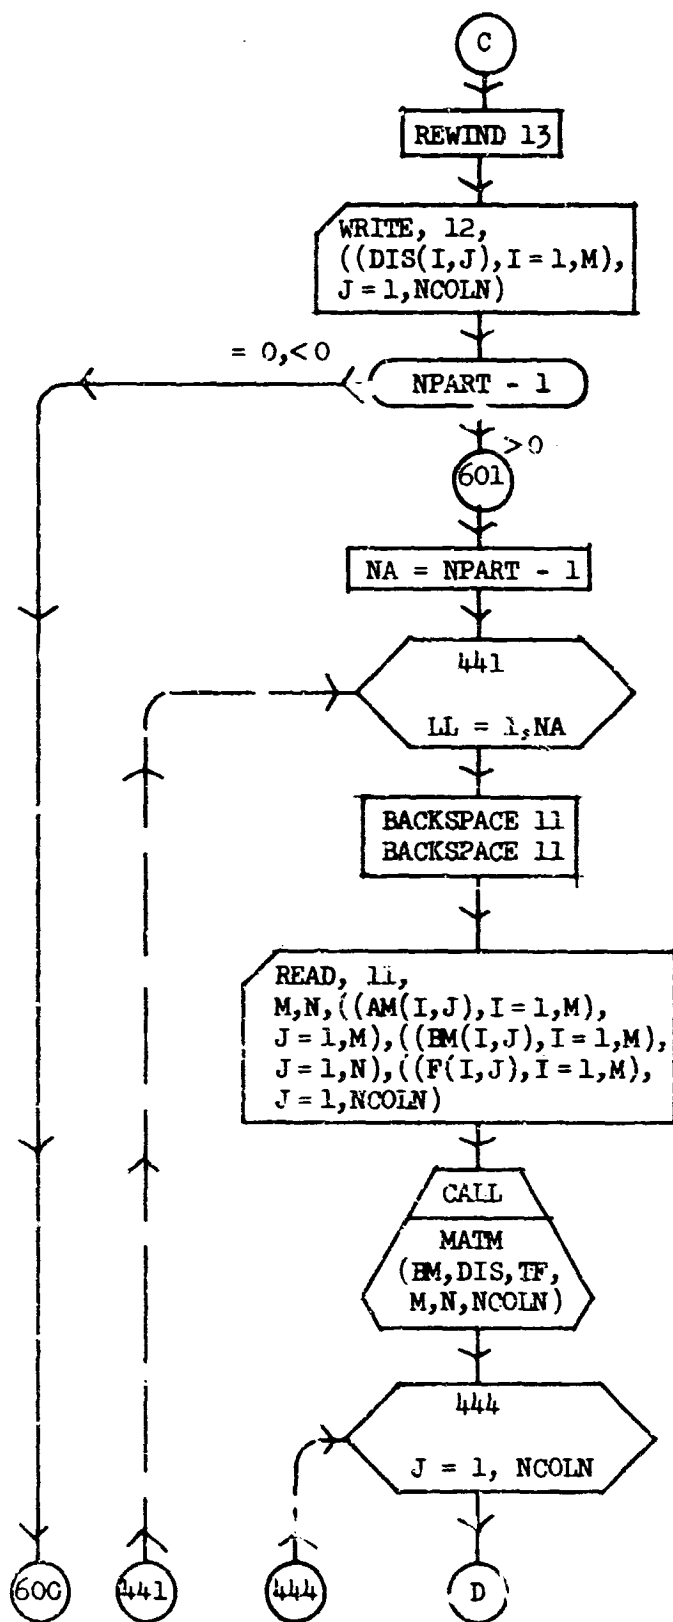 C
REWIND 13
WRITE, 12,
((DIS(I,J),I = 1,M),
J = 1,NCOLN)
= 0,<0
NPART - 1
>0
601
NA = NPART - 1
441
LL = 1,NA
BACKSPACE 11
BACKSPACE 11
READ, 11,
M,N,((AM(I,J),I = 1,M),
J = 1,M),((BM(I,J),I = 1,M),
J = 1,N),((F(I,J),I = 1,M),
J = 1,NCOLN)
CALL
MATM
(BM,DIS,TF,
M,N,NCOLN)
444
J = 1, NCOLN
600
441
444
D